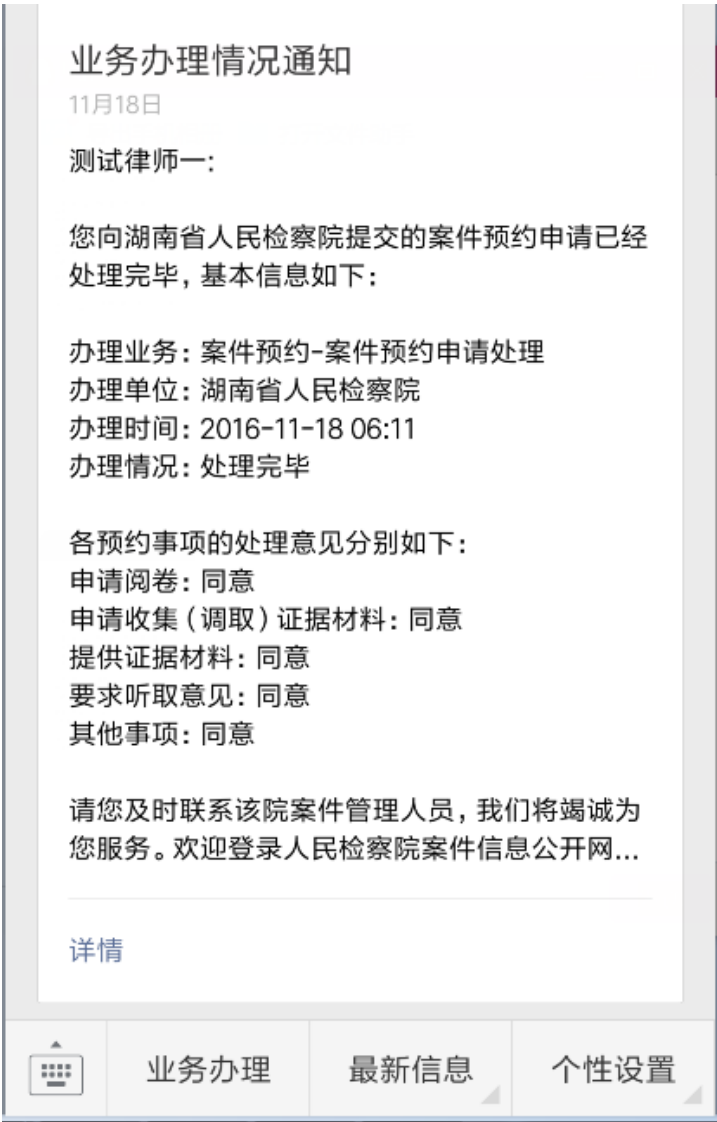 业务办理情况通知
11月18日
测试律师一:
您向湖南省人民检察院提交的案件预约申请已经
处理完毕，基本信息如下：
办理业务：案件预约-案件预约申请处理
办理单位：湖南省人民检察院
办理时间：2016-11-18 06:11
办理情况：处理完毕
各预约事项的处理意见分别如下：
申请阅卷：同意
申请收集（调取）证据材料：同意
提供证据材料：同意
要求听取意见：同意
其他事项：同意
请您及时联系该院案件管理人员，我们将竭诚为
您服务。欢迎登录人民检察院案件信息公开网...
详情
业务办理
最新信息
个性设置